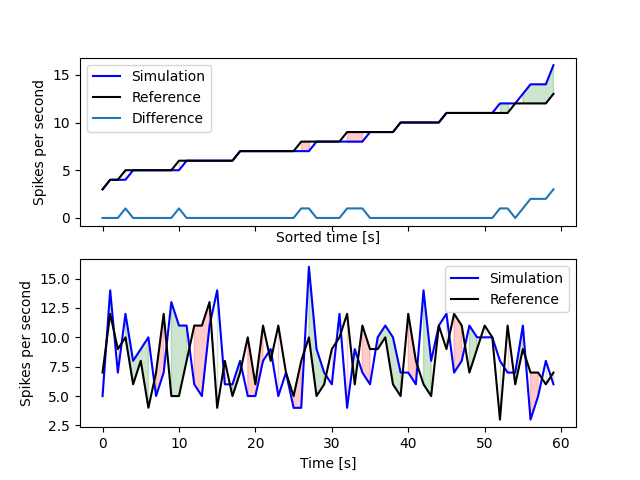 Spikes per second
15
10
5
0
Simulation
Reference
Difference
Sorted time [s]
Spikes per second
15.0
12.5
10.0
7.5
5.0
2.5
Simulation
Reference
0
10
20
30
40
50
60
Time [s]